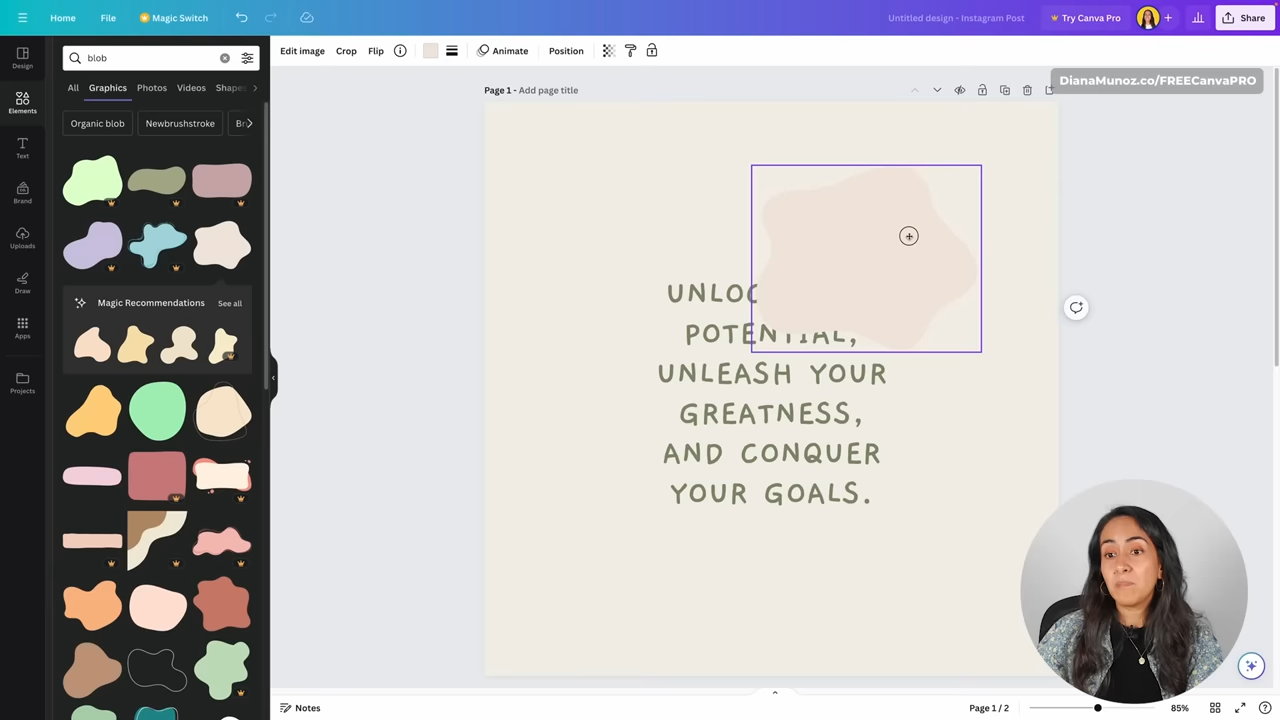 Home File Magic Switch Untitled design - Instagram Post Try Canva Pro Share
Design
Elements
Text
Brand
Uploads
Draw
Apps
Projects
blob
All Graphics Photos Videos Shapes
Organic blob Newbrushstroke
Magic Recommendations See all
Edit image Crop Flip Animate Position
DianaMunoz.co/FREECanvaPRO
Page 1 - Add page title
POTENTIAL,
UNLEASH YOUR
GREATNESS,
AND CONQUER
YOUR GOALS.
Notes Page 1 / 2 85%